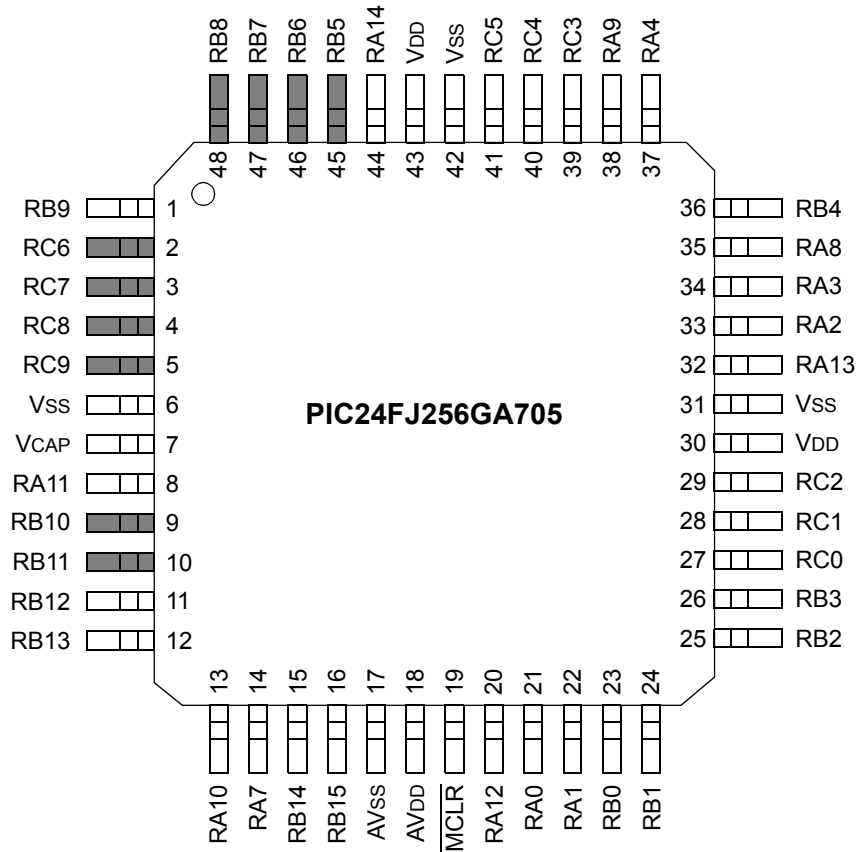 RB8 RB7 RB6 RB5 RA14 VDD VSS RC5 RC4 RC3 RA9 RA4
48 47 46 45 44 43 42 41 40 39 38 37
RB9 1 36 RB4
RC6 2 35 RA8
RC7 3 34 RA3
RC8 4 33 RA2
RC9 5 32 RA13
VSS 6 31 VSS
PIC24FJ256GA705
VCAP 7 30 VDD
RA11 8 29 RC2
RB10 9 28 RC1
RB11 10 27 RC0
RB12 11 26 RB3
RB13 12 25 RB2
13 14 15 16 17 18 19 20 21 22 23 24
RA10 RA7 RB14 RB15 AVSS AVDD MCLR RA12 RA0 RA1 RB0 RB1